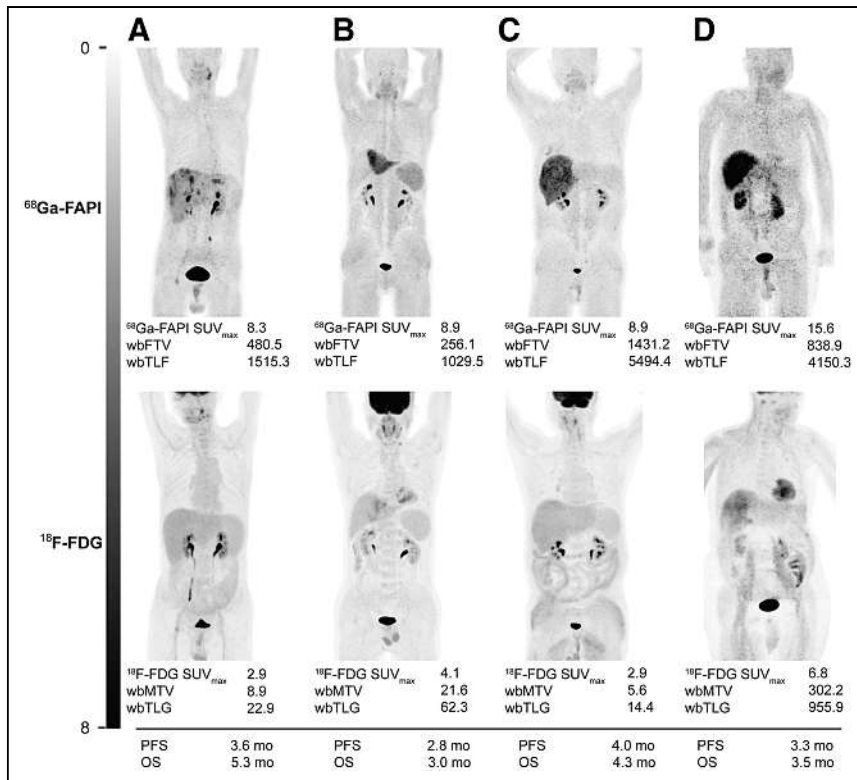 A B C D
0
⁶⁸Ga-FAPI
⁶⁸Ga-FAPI SUVmax 8.3 ⁶⁸Ga-FAPI SUVmax 8.9 ⁶⁸Ga-FAPI SUVmax 8.9 ⁶⁸Ga-FAPI SUVmax 15.6
wbFTV 480.5 wbFTV 256.1 wbFTV 1431.2 wbFTV 838.9
wbTLF 1515.3 wbTLF 1029.5 wbTLF 5494.4 wbTLF 4150.3
¹⁸F-FDG
¹⁸F-FDG SUVmax 2.9 ¹⁸F-FDG SUVmax 4.1 ¹⁸F-FDG SUVmax 2.9 ¹⁸F-FDG SUVmax 6.8
wbMTV 8.9 wbMTV 21.6 wbMTV 5.6 wbMTV 302.2
wbTLG 22.9 wbTLG 62.3 wbTLG 14.4 wbTLG 955.9
8
PFS 3.6 mo PFS 2.8 mo PFS 4.0 mo PFS 3.3 mo
OS 5.3 mo OS 3.0 mo OS 4.3 mo OS 3.5 mo